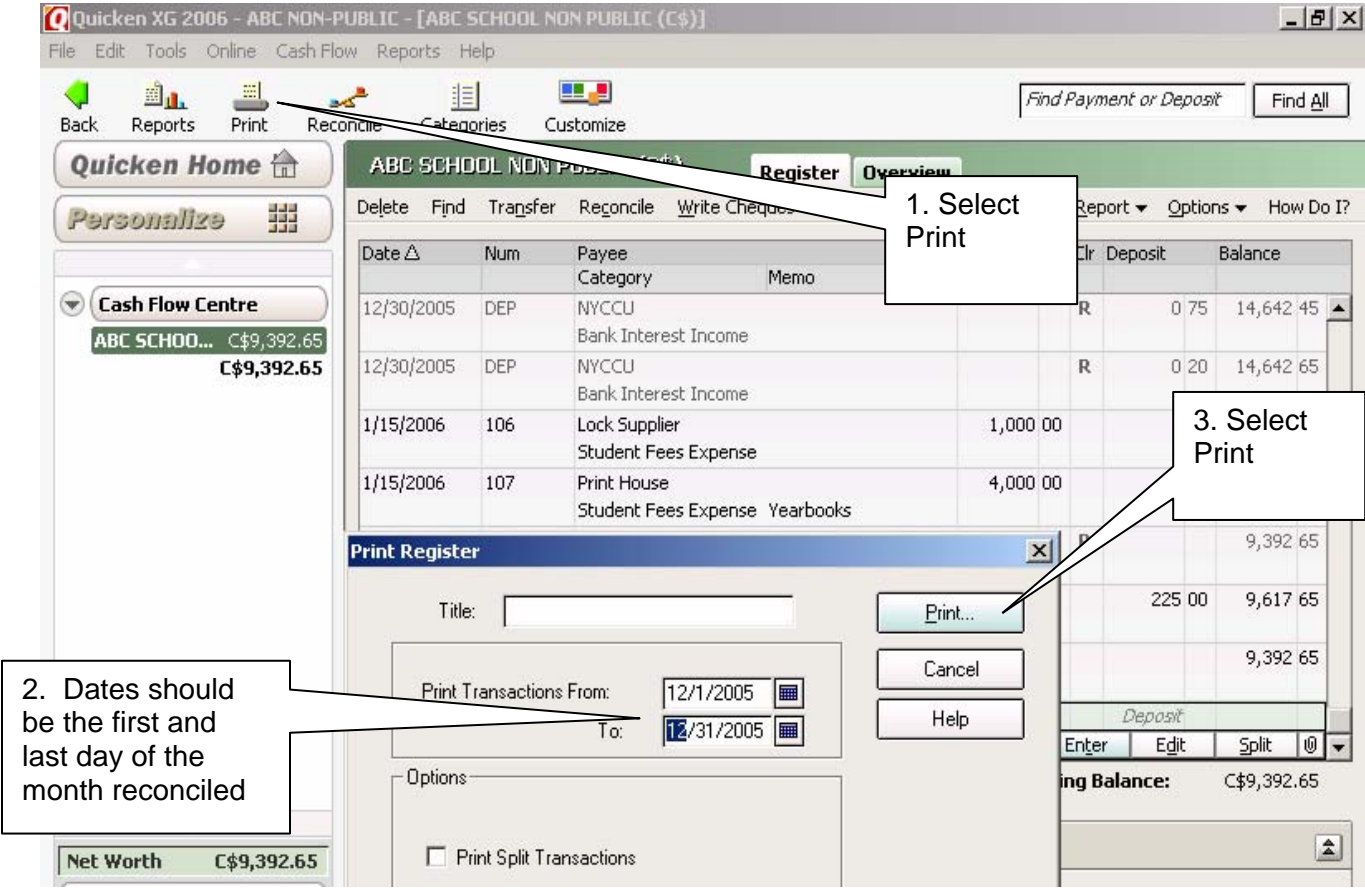 Quicken XG 2006 - ABC NON-PUBLIC - [ABC SCHOOL NON PUBLIC (C$)]
File Edit Tools Online Cash Flow Reports Help
Back Reports Print Reconcile Categories Customize
Find Payment or Deposit Find All
Quicken Home
Personalize
Cash Flow Centre
ABC SCHOO... C$9,392.65
C$9,392.65
Net Worth C$9,392.65
ABC SCHOOL NON Register Overview
Delete Find Transfer Reconcile Write Cheques Report Options How Do I?
1. Select
Print
Date Num Payee Clr Deposit Balance
Category Memo
12/30/2005 DEP NYCCU R 0 75 14,642 45
Bank Interest Income
12/30/2005 DEP NYCCU R 0 20 14,642 65
Bank Interest Income
1/15/2006 106 Lock Supplier 1,000 00
Student Fees Expense
1/15/2006 107 Print House 4,000 00
Student Fees Expense Yearbooks
3. Select
Print
R 9,392 65
225 00 9,617 65
9,392 65
Deposit
Enter Edit Split
ing Balance: C$9,392.65
Print Register
Title:
Print...
Cancel
Help
Print Transactions From: 12/1/2005
To: 12/31/2005
Options
Print Split Transactions
2. Dates should
be the first and
last day of the
month reconciled